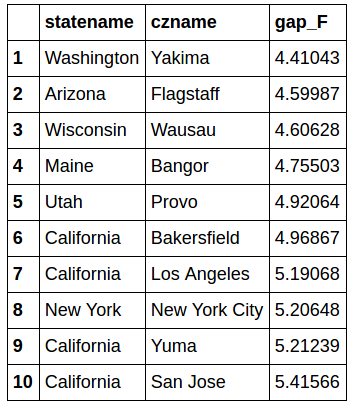 statename czname gap_F
1 Washington Yakima 4.41043
2 Arizona Flagstaff 4.59987
3 Wisconsin Wausau 4.60628
4 Maine Bangor 4.75503
5 Utah Provo 4.92064
6 California Bakersfield 4.96867
7 California Los Angeles 5.19068
8 New York New York City 5.20648
9 California Yuma 5.21239
10 California San Jose 5.41566